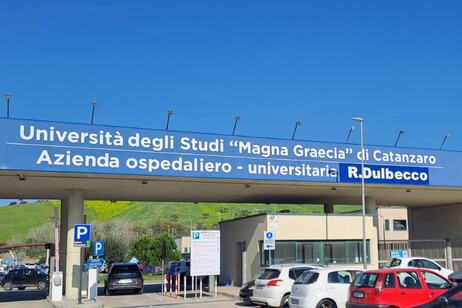 Università degli Studi “Magna Graecia” di Catanzaro
Azienda ospedaliero - universitaria R.Dulbecco
P
P
P